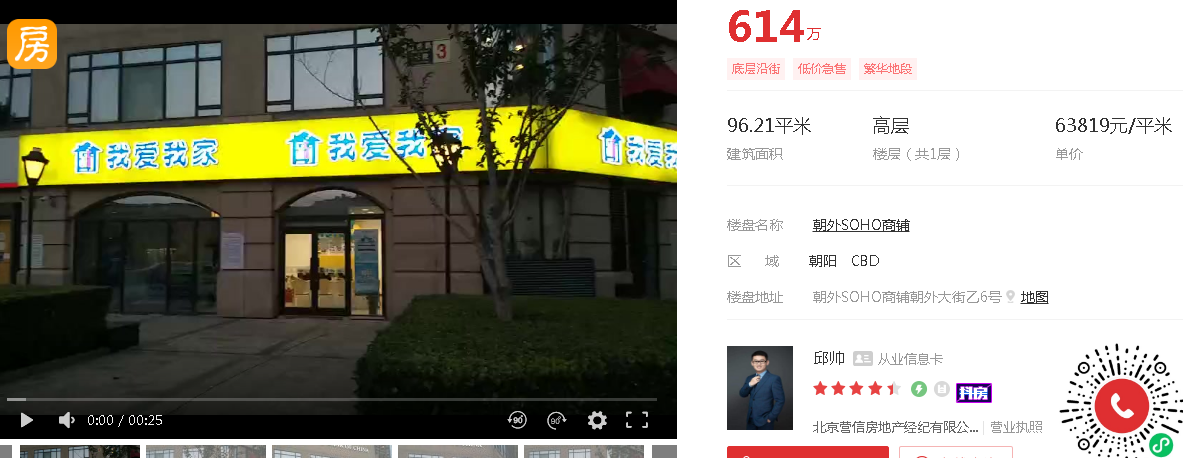 房
3
我爱我家
我爱我家
我爱我
0:00 / 00:25
90
90
614万
底层沿街 低价急售 繁华地段
96.21平米 高层 63819元/平米
建筑面积 楼层（共1层） 单价
楼盘名称 朝外SOHO商铺
区 域 朝阳 CBD
楼盘地址 朝外SOHO商铺朝外大街乙6号 地图
邱帅 从业信息卡
抖房
北京营信房地产经纪有限公... 营业执照